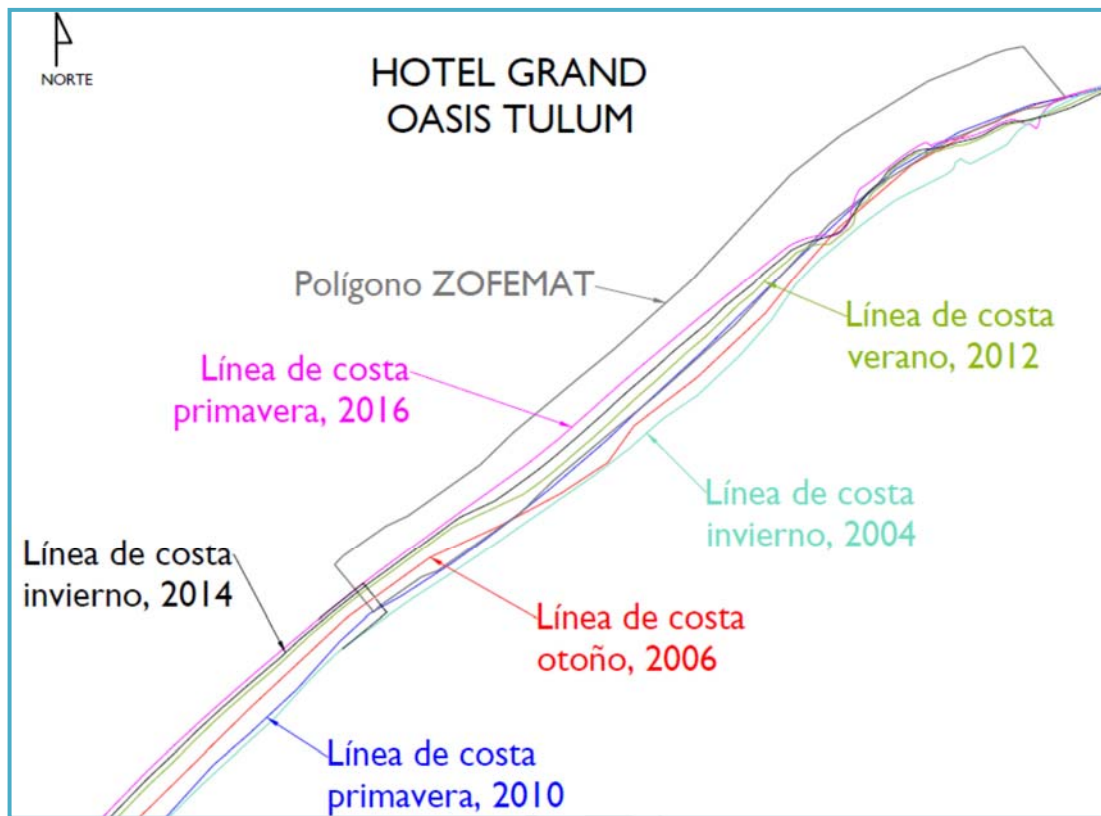 NORTE
HOTEL GRAND
OASIS TULUM
Polígono ZOFEMAT
Línea de costa
verano, 2012
Línea de costa
primavera, 2016
Línea de costa
invierno, 2004
Línea de costa
invierno, 2014
Línea de costa
otoño, 2006
Línea de costa
primavera, 2010